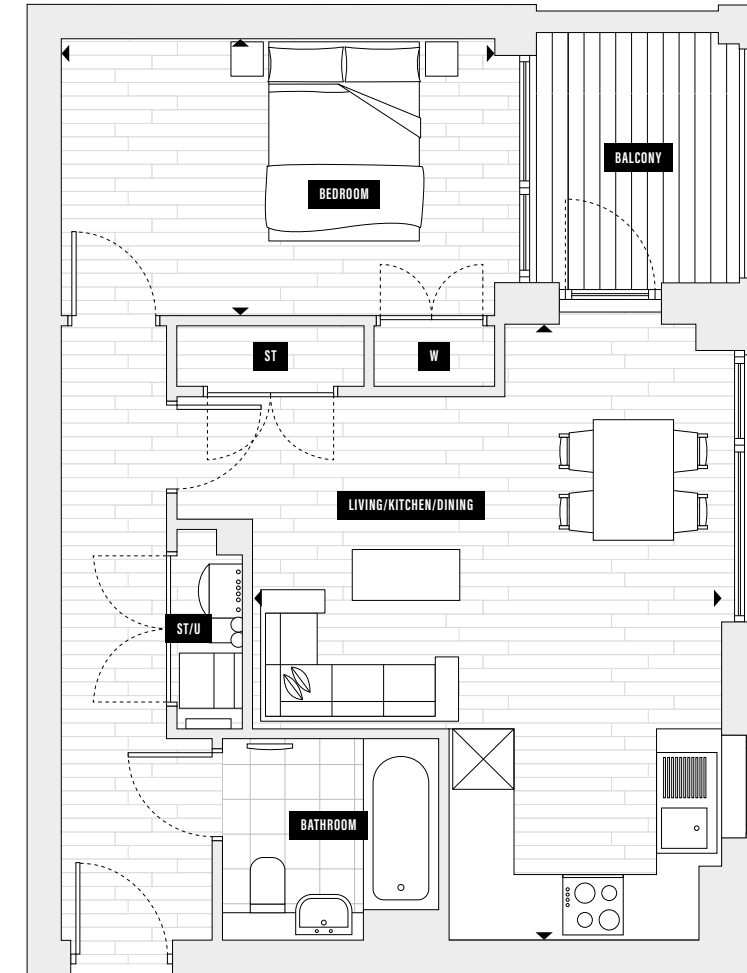 BALCONY
BEDROOM
ST
W
LIVING/KITCHEN/DINING
ST/U
BATHROOM